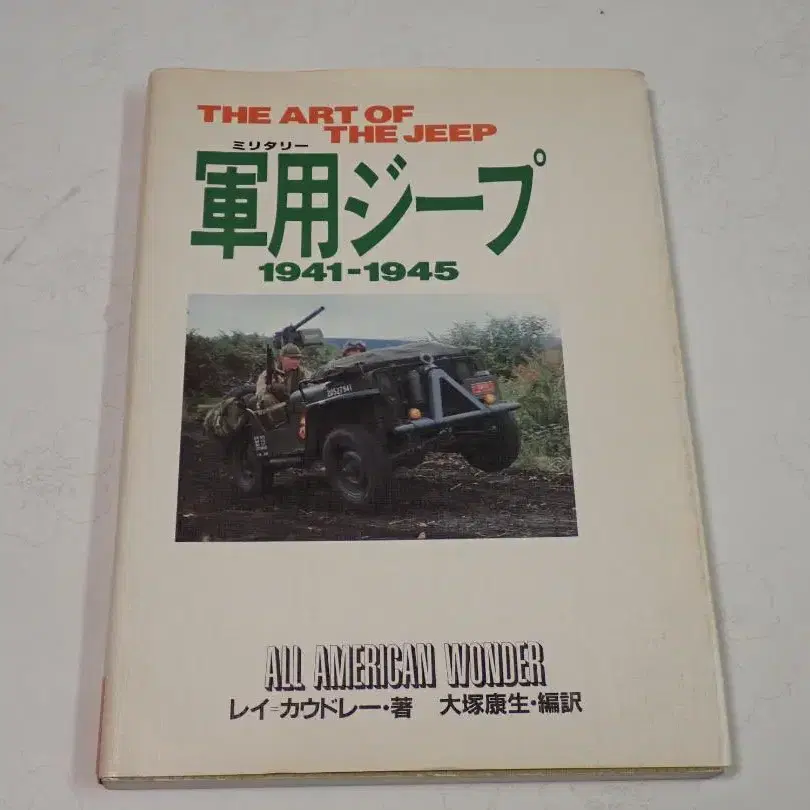 THE ART OF
THE JEEP
ミリタリー
軍用ジープ
1941-1945
20527941
ALL AMERICAN WONDER
レイ=カウドレー・著 大塚康生・編訳